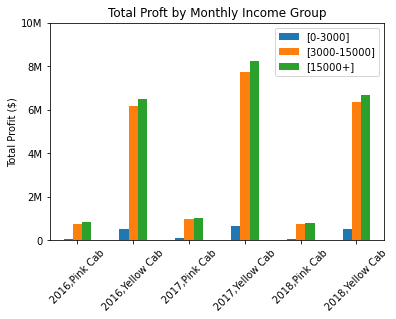 Total Proft by Monthly Income Group
10M
8M
6M
4M
2M
0
Total Profit ($)
[0-3000]
[3000-15000]
[15000+]
2016,Pink Cab
2016,Yellow Cab
2017,Pink Cab
2017,Yellow Cab
2018,Pink Cab
2018,Yellow Cab